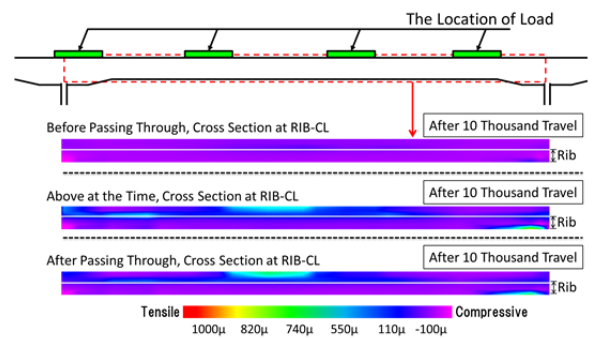 The Location of Load
Before Passing Through, Cross Section at RIB-CL
After 10 Thousand Travel
Rib
Above at the Time, Cross Section at RIB-CL
After 10 Thousand Travel
Rib
After Passing Through, Cross Section at RIB-CL
After 10 Thousand Travel
Rib
Tensile Compressive
1000μ 820μ 740μ 550μ 110μ -100μ